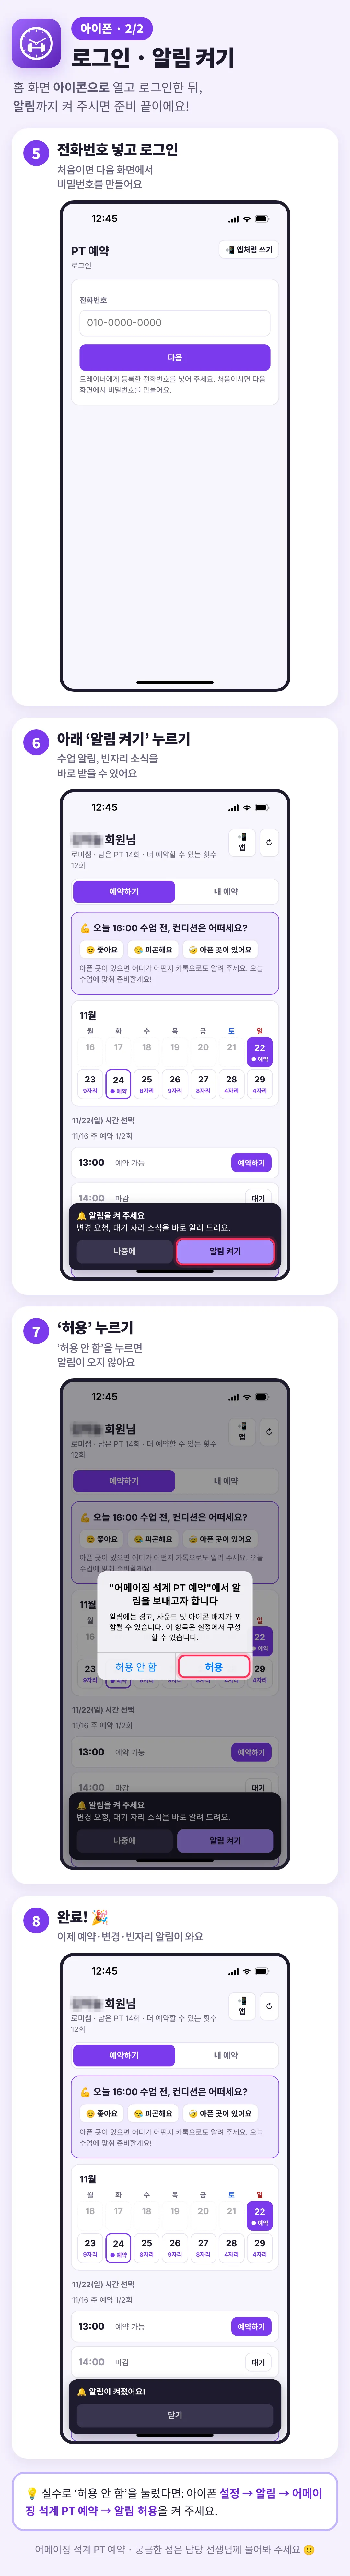 아이폰 · 2/2
로그인 · 알림 켜기
홈 화면 아이콘으로 열고 로그인한 뒤,
알림까지 켜 주시면 준비 끝이에요!
5
전화번호 넣고 로그인
처음이면 다음 화면에서
비밀번호를 만들어요
12:45
PT 예약
📲 앱처럼 쓰기
로그인
전화번호
010-0000-0000
다음
트레이너에게 등록한 전화번호를 넣어 주세요. 처음이시면 다음
화면에서 비밀번호를 만들어요.
6
아래 ‘알림 켜기’ 누르기
수업 알림, 빈자리 소식을
바로 받을 수 있어요
12:45
회원님
📲 앱
↻
로미쌤 · 남은 PT 14회 · 더 예약할 수 있는 횟수
12회
예약하기
내 예약
💪 오늘 16:00 수업 전, 컨디션은 어떠세요?
😊 좋아요
😪 피곤해요
🤕 아픈 곳이 있어요
아픈 곳이 있으면 어디가 어떤지 카톡으로도 알려 주세요. 오늘
수업에 맞춰 준비할게요!
11월
월 화 수 목 금 토 일
16 17 18 19 20 21 22
● 예약
23 24 25 26 27 28 29
9자리 ● 예약 8자리 9자리 8자리 4자리 4자리
11/22(일) 시간 선택
11/16 주 예약 1/2회
13:00 예약 가능 예약하기
14:00 마감 대기
🔔 알림을 켜 주세요
변경 요청, 대기 자리 소식을 바로 알려 드려요.
나중에
알림 켜기
7
‘허용’ 누르기
‘허용 안 함’을 누르면
알림이 오지 않아요
12:45
회원님
📲 앱
↻
로미쌤 · 남은 PT 14회 · 더 예약할 수 있는 횟수
12회
예약하기
내 예약
💪 오늘 16:00 수업 전, 컨디션은 어떠세요?
😊 좋아요
😪 피곤해요
🤕 아픈 곳이 있어요
아픈 곳이 있으면 어디가 어떤지 카톡으로도 알려 주세요. 오늘
수업에 맞춰 준비할게요!
"어메이징 석계 PT 예약"에서 알
림을 보내고자 합니다
알림에는 경고, 사운드 및 아이콘 배지가 포
함될 수 있습니다. 이 항목은 설정에서 구성
할 수 있습니다.
허용 안 함
허용
11/22(일) 시간 선택
11/16 주 예약 1/2회
13:00 예약 가능 예약하기
14:00 마감 대기
🔔 알림을 켜 주세요
변경 요청, 대기 자리 소식을 바로 알려 드려요.
나중에
알림 켜기
8
완료! 🎉
이제 예약·변경·빈자리 알림이 와요
12:45
회원님
📲 앱
↻
로미쌤 · 남은 PT 14회 · 더 예약할 수 있는 횟수
12회
예약하기
내 예약
💪 오늘 16:00 수업 전, 컨디션은 어떠세요?
😊 좋아요
😪 피곤해요
🤕 아픈 곳이 있어요
아픈 곳이 있으면 어디가 어떤지 카톡으로도 알려 주세요. 오늘
수업에 맞춰 준비할게요!
11월
월 화 수 목 금 토 일
16 17 18 19 20 21 22
● 예약
23 24 25 26 27 28 29
9자리 ● 예약 8자리 9자리 8자리 4자리 4자리
11/22(일) 시간 선택
11/16 주 예약 1/2회
13:00 예약 가능 예약하기
14:00 마감 대기
🔔 알림이 켜졌어요!
닫기
💡 실수로 ‘허용 안 함’을 눌렀다면: 아이폰 설정 → 알림 → 어메이
징 석계 PT 예약 → 알림 허용을 켜 주세요.
어메이징 석계 PT 예약 · 궁금한 점은 담당 선생님께 물어봐 주세요 🙂